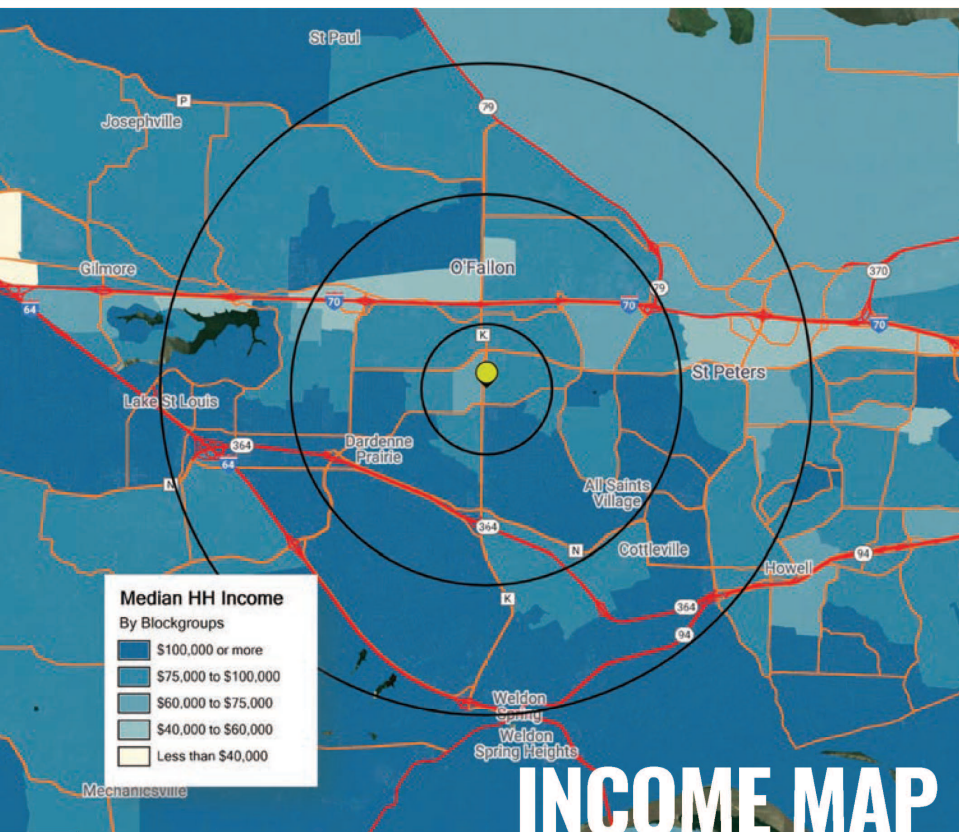 St Paul
79
P
Josephville
Gilmore
O'Fallon
370
79
64
70
70
70
K
St Peters
Lake St Louis
Dardenne
Prairie
364
64
N
All Saints
Village
364
N
Cottleville
94
Howell
K
364
94
Median HH Income
By Blockgroups
$100,000 or more
$75,000 to $100,000
$60,000 to $75,000
$40,000 to $60,000
Less than $40,000
Weldon
Spring
Weldon
Spring Heights
Mechanicsville
INCOME MAP